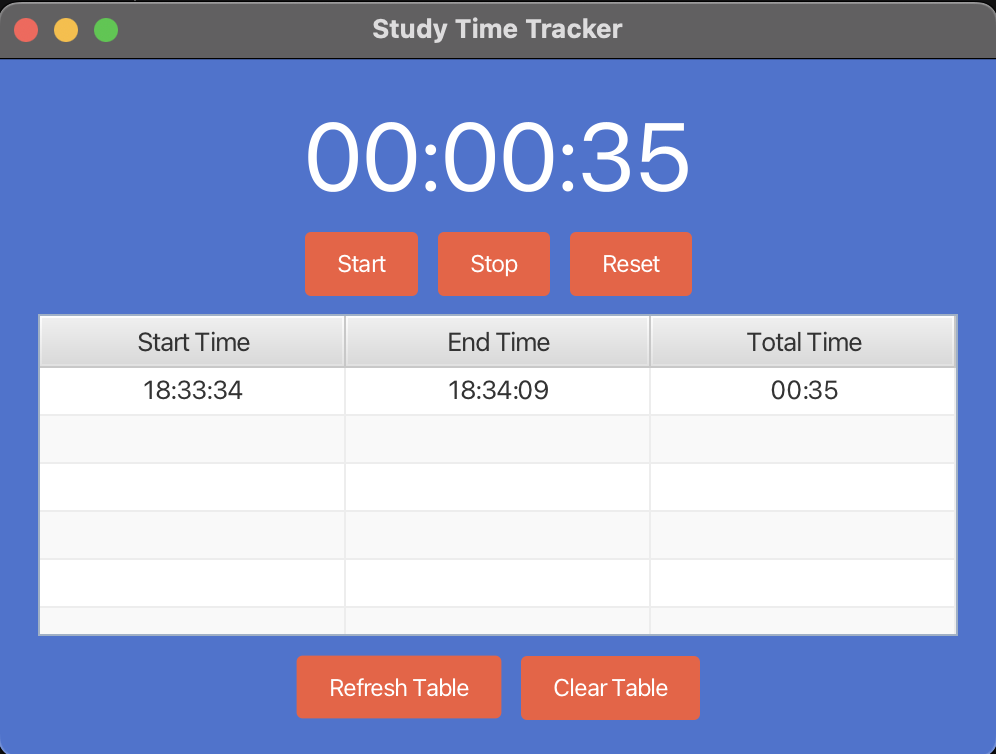 Study Time Tracker
00:00:35
Start Stop Reset
Start Time End Time Total Time
18:33:34 18:34:09 00:35
Refresh Table Clear Table